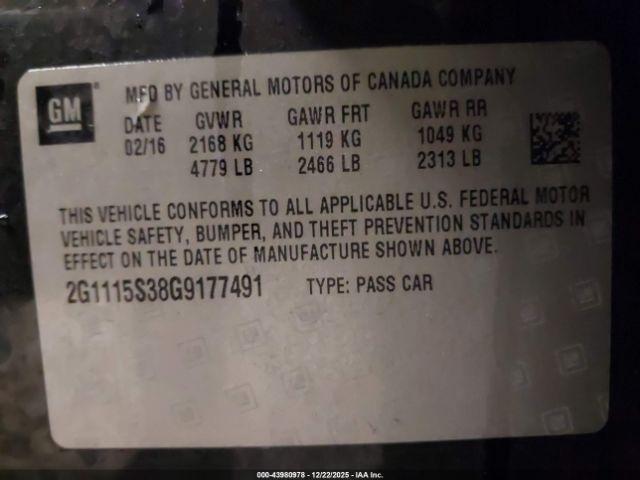 GM
MFD BY GENERAL MOTORS OF CANADA COMPANY
DATE GVWR GAWR FRT GAWR RR
02/16 2168 KG 1119 KG 1049 KG
4779 LB 2466 LB 2313 LB
THIS VEHICLE CONFORMS TO ALL APPLICABLE U.S. FEDERAL MOTOR
VEHICLE SAFETY, BUMPER, AND THEFT PREVENTION STANDARDS IN
EFFECT ON THE DATE OF MANUFACTURE SHOWN ABOVE.
2G1115S38G9177491 TYPE: PASS CAR
000-43980978 - 12/22/2025 - IAA Inc.